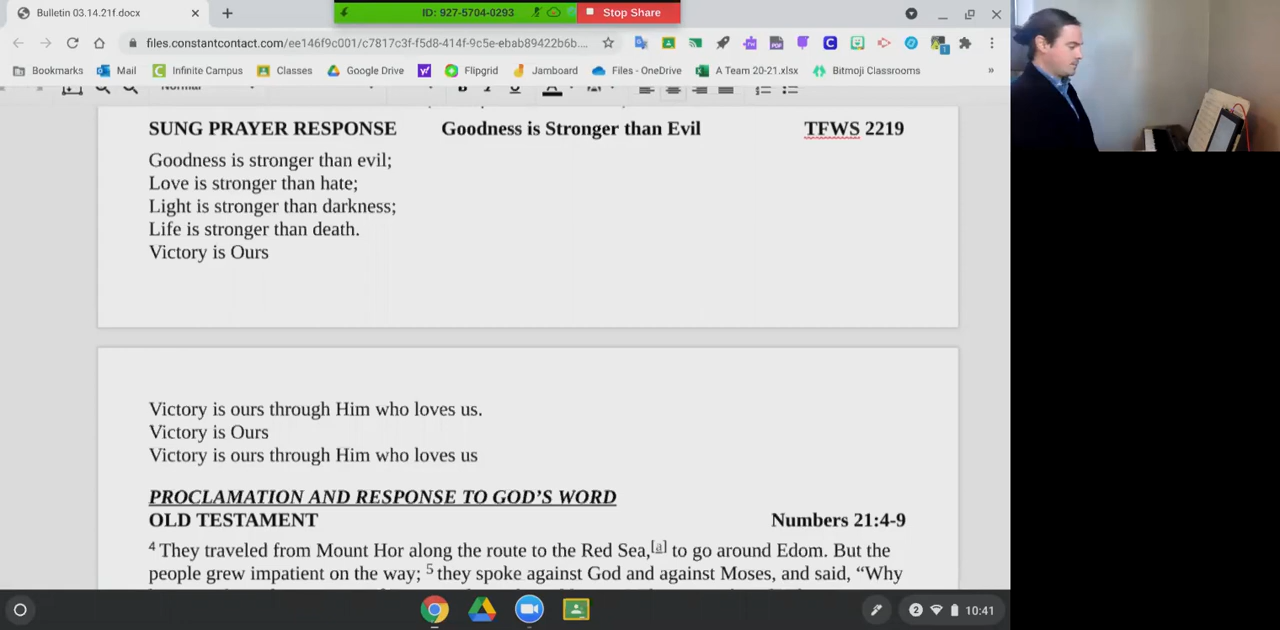 Bulletin 03.14.21f.docx
ID: 927-5704-0293
Stop Share
files.constantcontact.com/ee146f9c001/c7817c3f-f5d8-414f-9c5e-ebab89422b6b....
Bookmarks Mail Infinite Campus Classes Google Drive Flipgrid Jamboard Files - OneDrive A Team 20-21.xlsx Bitmoji Classrooms »
SUNG PRAYER RESPONSE Goodness is Stronger than Evil TFWS 2219
Goodness is stronger than evil;
Love is stronger than hate;
Light is stronger than darkness;
Life is stronger than death.
Victory is Ours
Victory is ours through Him who loves us.
Victory is Ours
Victory is ours through Him who loves us
PROCLAMATION AND RESPONSE TO GOD'S WORD
OLD TESTAMENT Numbers 21:4-9
4 They traveled from Mount Hor along the route to the Red Sea,[a] to go around Edom. But the
people grew impatient on the way; 5 they spoke against God and against Moses, and said, “Why
2 10:41